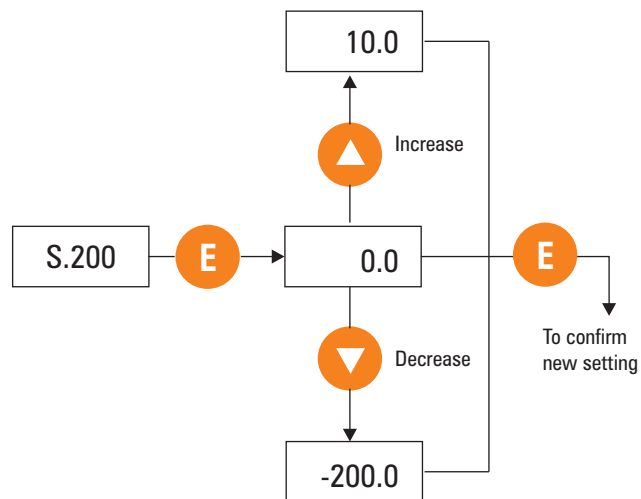 10.0
Increase
S.200
E
0.0
E
To confirm
new setting
Decrease
-200.0